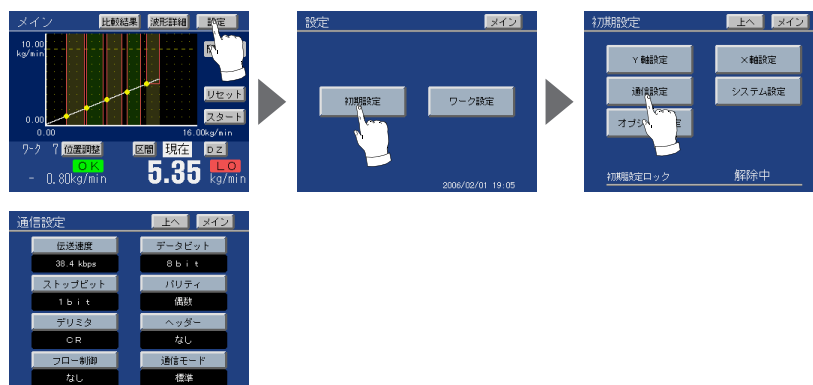 メイン 比較結果 波形詳細 設定
10.00
kg/min
リセット
0.00 スタート
0.00 16.00kg/min
ワーク 7 位置調整 区間 現在 DZ
OK LO
- 0.80kg/min 5.35 kg/min
設定 メイン
初期設定 ワーク設定
2006/02/01 19:05
初期設定 上へ メイン
Y軸設定 X軸設定
通信設定 システム設定
オプシ 定
初期設定ロック 解除中
通信設定 上へ メイン
伝送速度 データビット
38.4 kbps 8bit
ストップビット パリティ
1bit 偶数
デリミタ ヘッダー
CR なし
フロー制御 通信モード
なし 標準